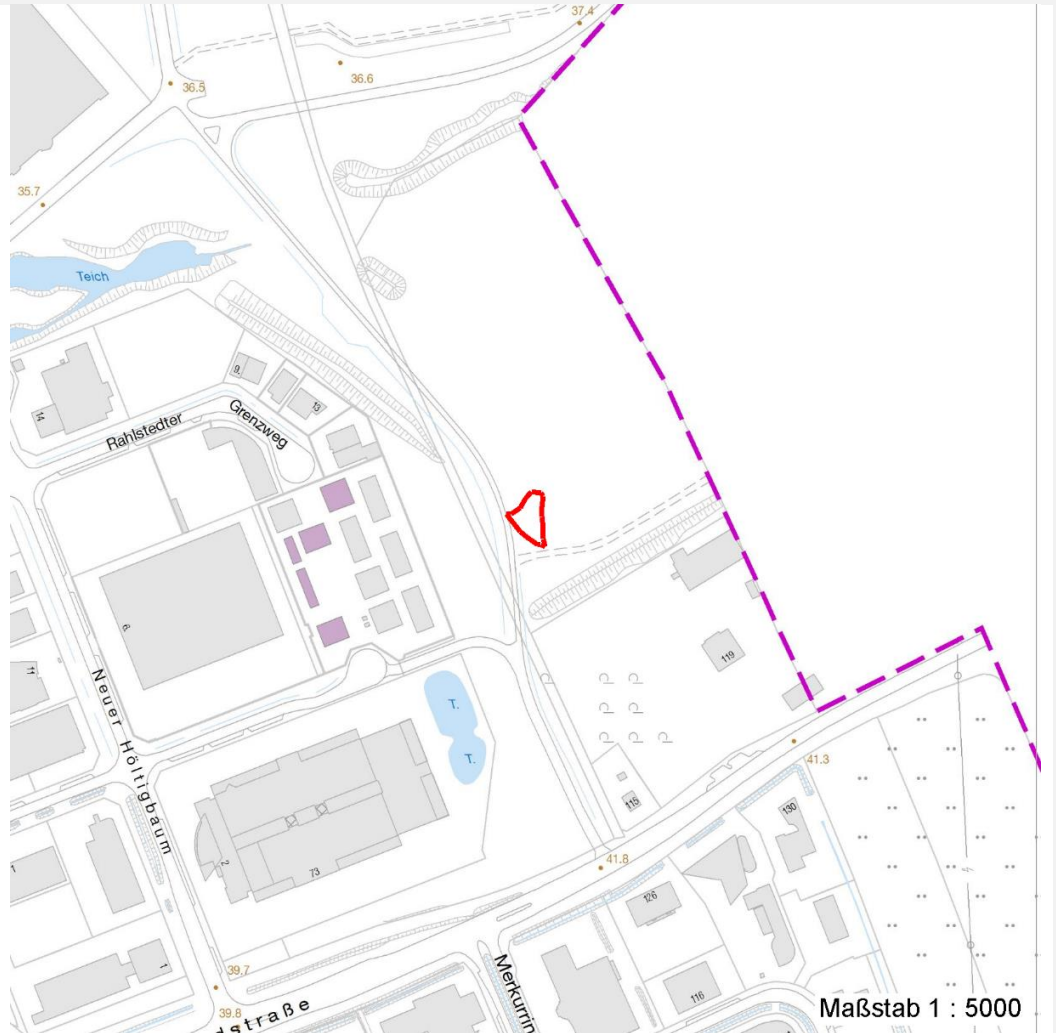 37.4
36.6
36.5
35.7
Teich
9
13
14
Rahlstedter
Grenzweg
6
11
Neuer Höltigbaum
T.
T.
119
115
41.3
130
41.8
126
2
73
1
1
39.7
39.8
dstraße
Merkurrin
116
Maßstab 1 : 5000